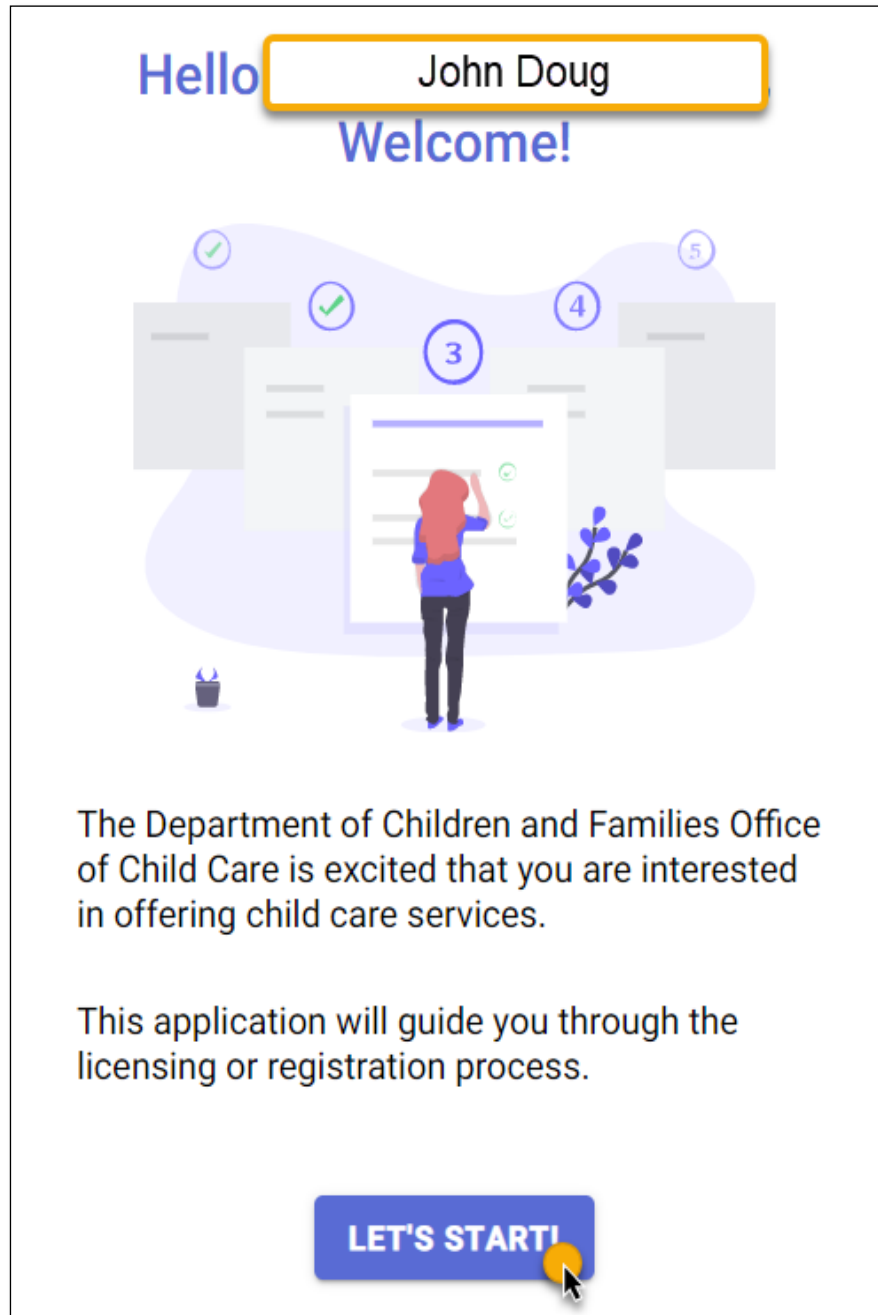 Hello John Doug,
Welcome!
5
4
3
The Department of Children and Families Office
of Child Care is excited that you are interested
in offering child care services.
This application will guide you through the
licensing or registration process.
LET'S START!